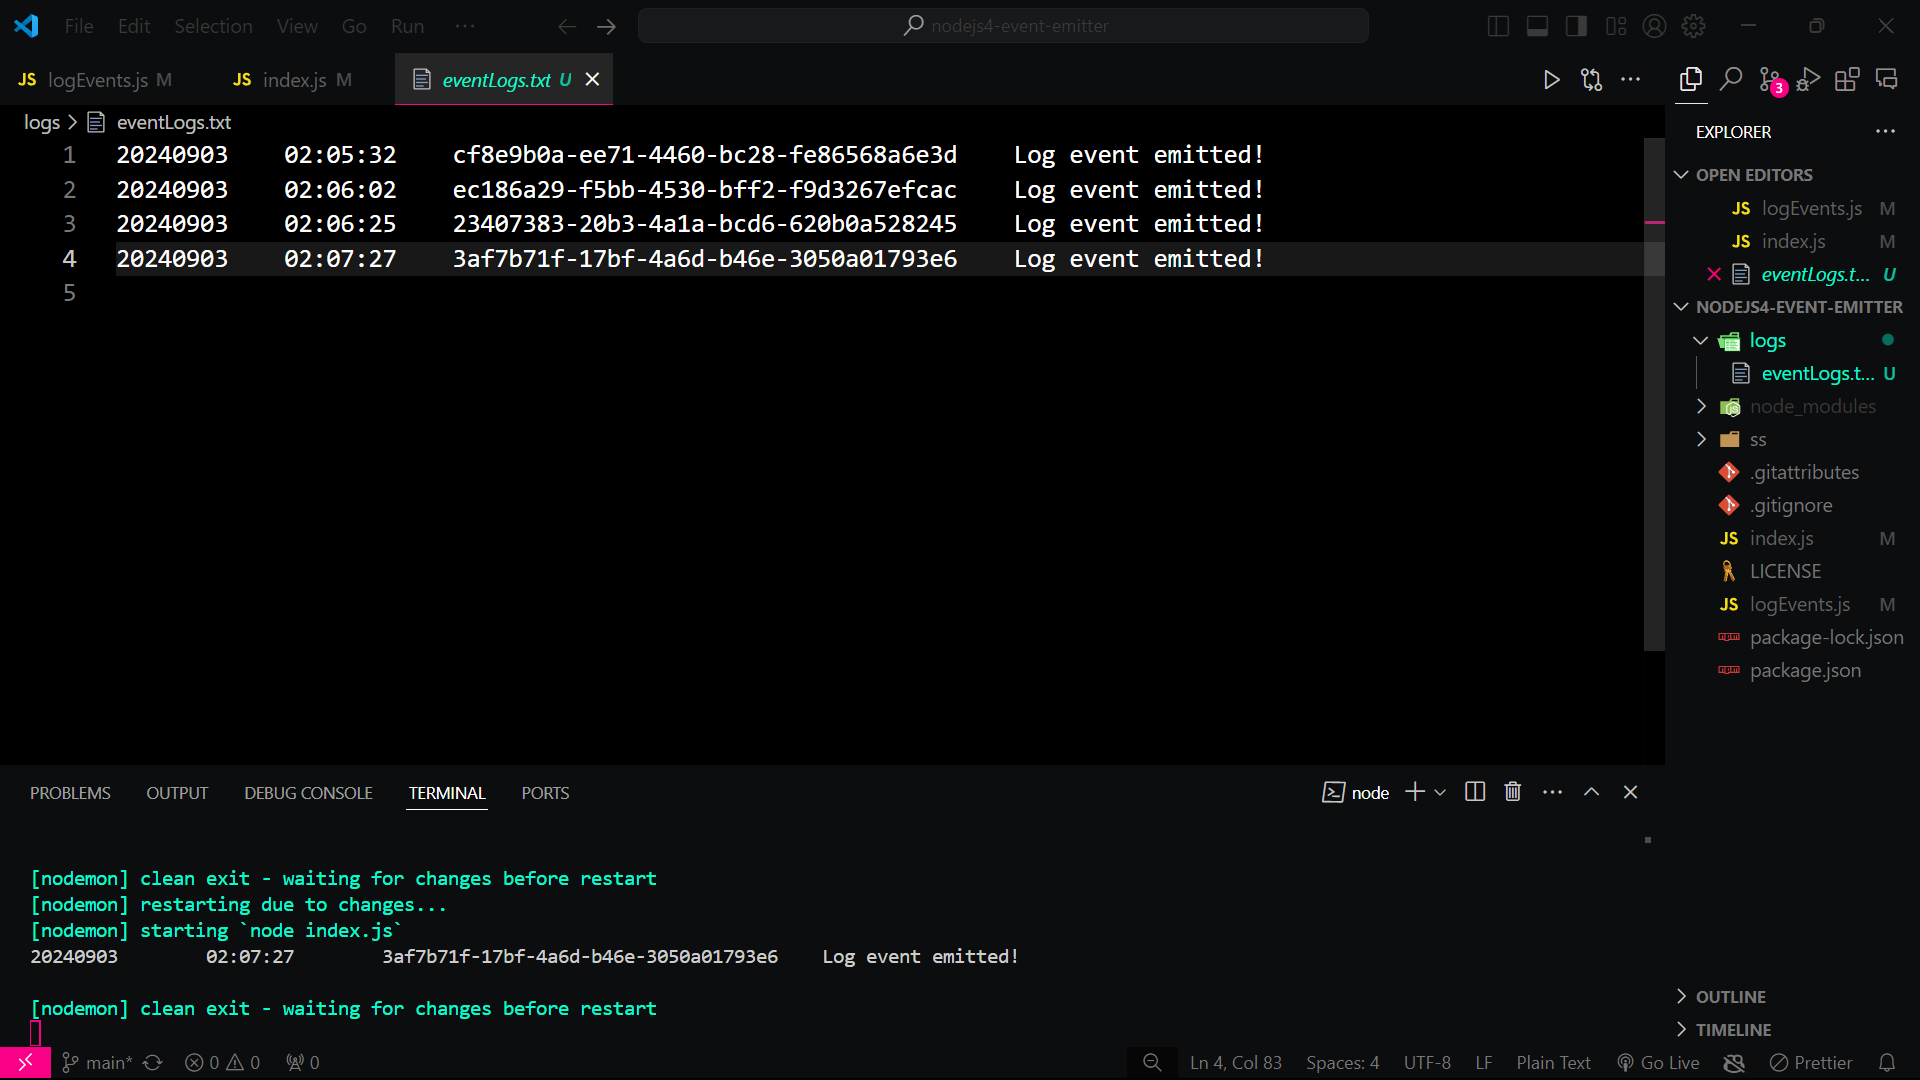 File Edit Selection View Go Run ···
nodejs4-event-emitter
JS logEvents.js M
JS index.js M
eventLogs.txt U
logs > eventLogs.txt
1 20240903 02:05:32 cf8e9b0a-ee71-4460-bc28-fe86568a6e3d Log event emitted!
2 20240903 02:06:02 ec186a29-f5bb-4530-bff2-f9d3267efcac Log event emitted!
3 20240903 02:06:25 23407383-20b3-4a1a-bcd6-620b0a528245 Log event emitted!
4 20240903 02:07:27 3af7b71f-17bf-4a6d-b46e-3050a01793e6 Log event emitted!
5
3
EXPLORER
OPEN EDITORS
JS logEvents.js M
JS index.js M
eventLogs.t... U
NODEJS4-EVENT-EMITTER
logs
eventLogs.t... U
node_modules
ss
.gitattributes
.gitignore
JS index.js M
LICENSE
JS logEvents.js M
package-lock.json
package.json
OUTLINE
TIMELINE
PROBLEMS OUTPUT DEBUG CONSOLE TERMINAL PORTS
node
[nodemon] clean exit - waiting for changes before restart
[nodemon] restarting due to changes...
[nodemon] starting `node index.js`
20240903 02:07:27 3af7b71f-17bf-4a6d-b46e-3050a01793e6 Log event emitted!
[nodemon] clean exit - waiting for changes before restart
main* 0 0 0
Ln 4, Col 83 Spaces: 4 UTF-8 LF Plain Text Go Live Prettier